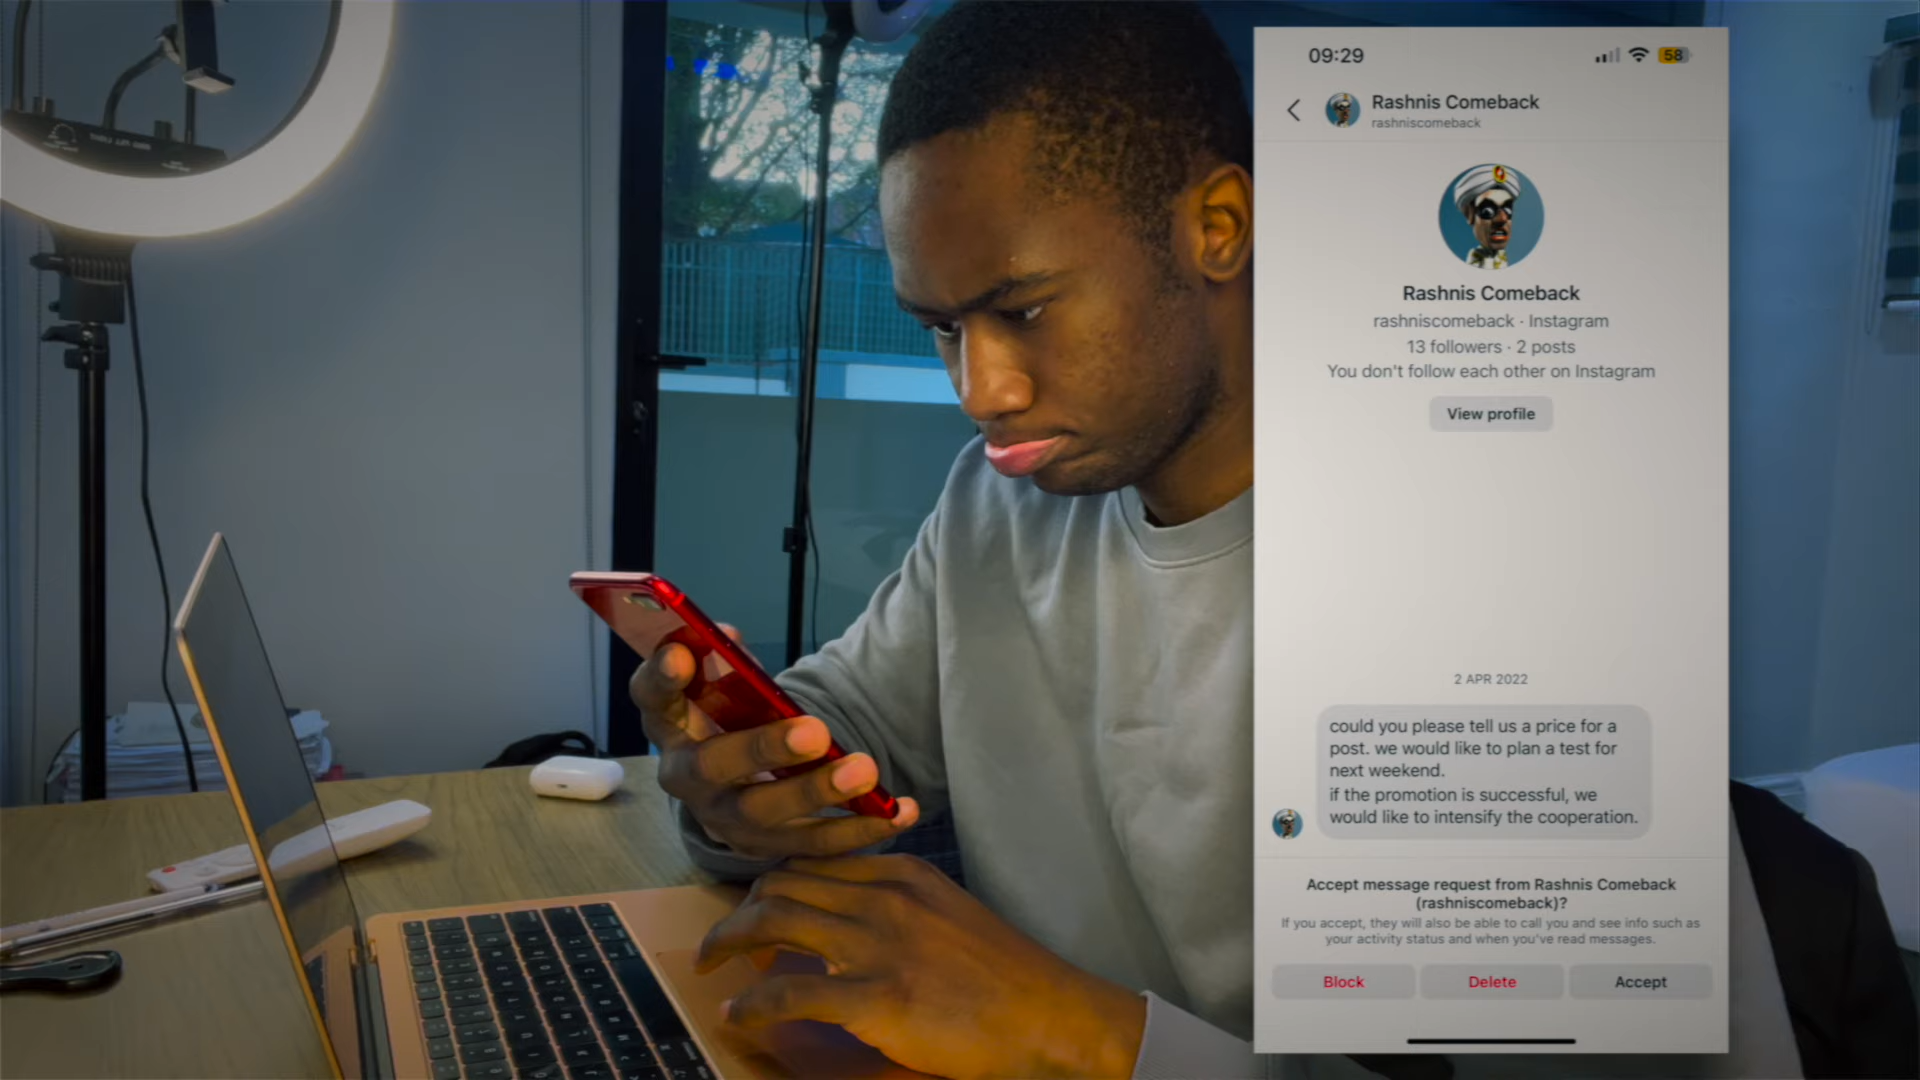 09:29
58
Rashnis Comeback
rashniscomeback
Rashnis Comeback
rashniscomeback · Instagram
13 followers · 2 posts
You don't follow each other on Instagram
View profile
2 APR 2022
could you please tell us a price for a
post. we would like to plan a test for
next weekend.
if the promotion is successful, we
would like to intensify the cooperation.
Accept message request from Rashnis Comeback
(rashniscomeback)?
If you accept, they will also be able to call you and see info such as
your activity status and when you've read messages.
Block
Delete
Accept